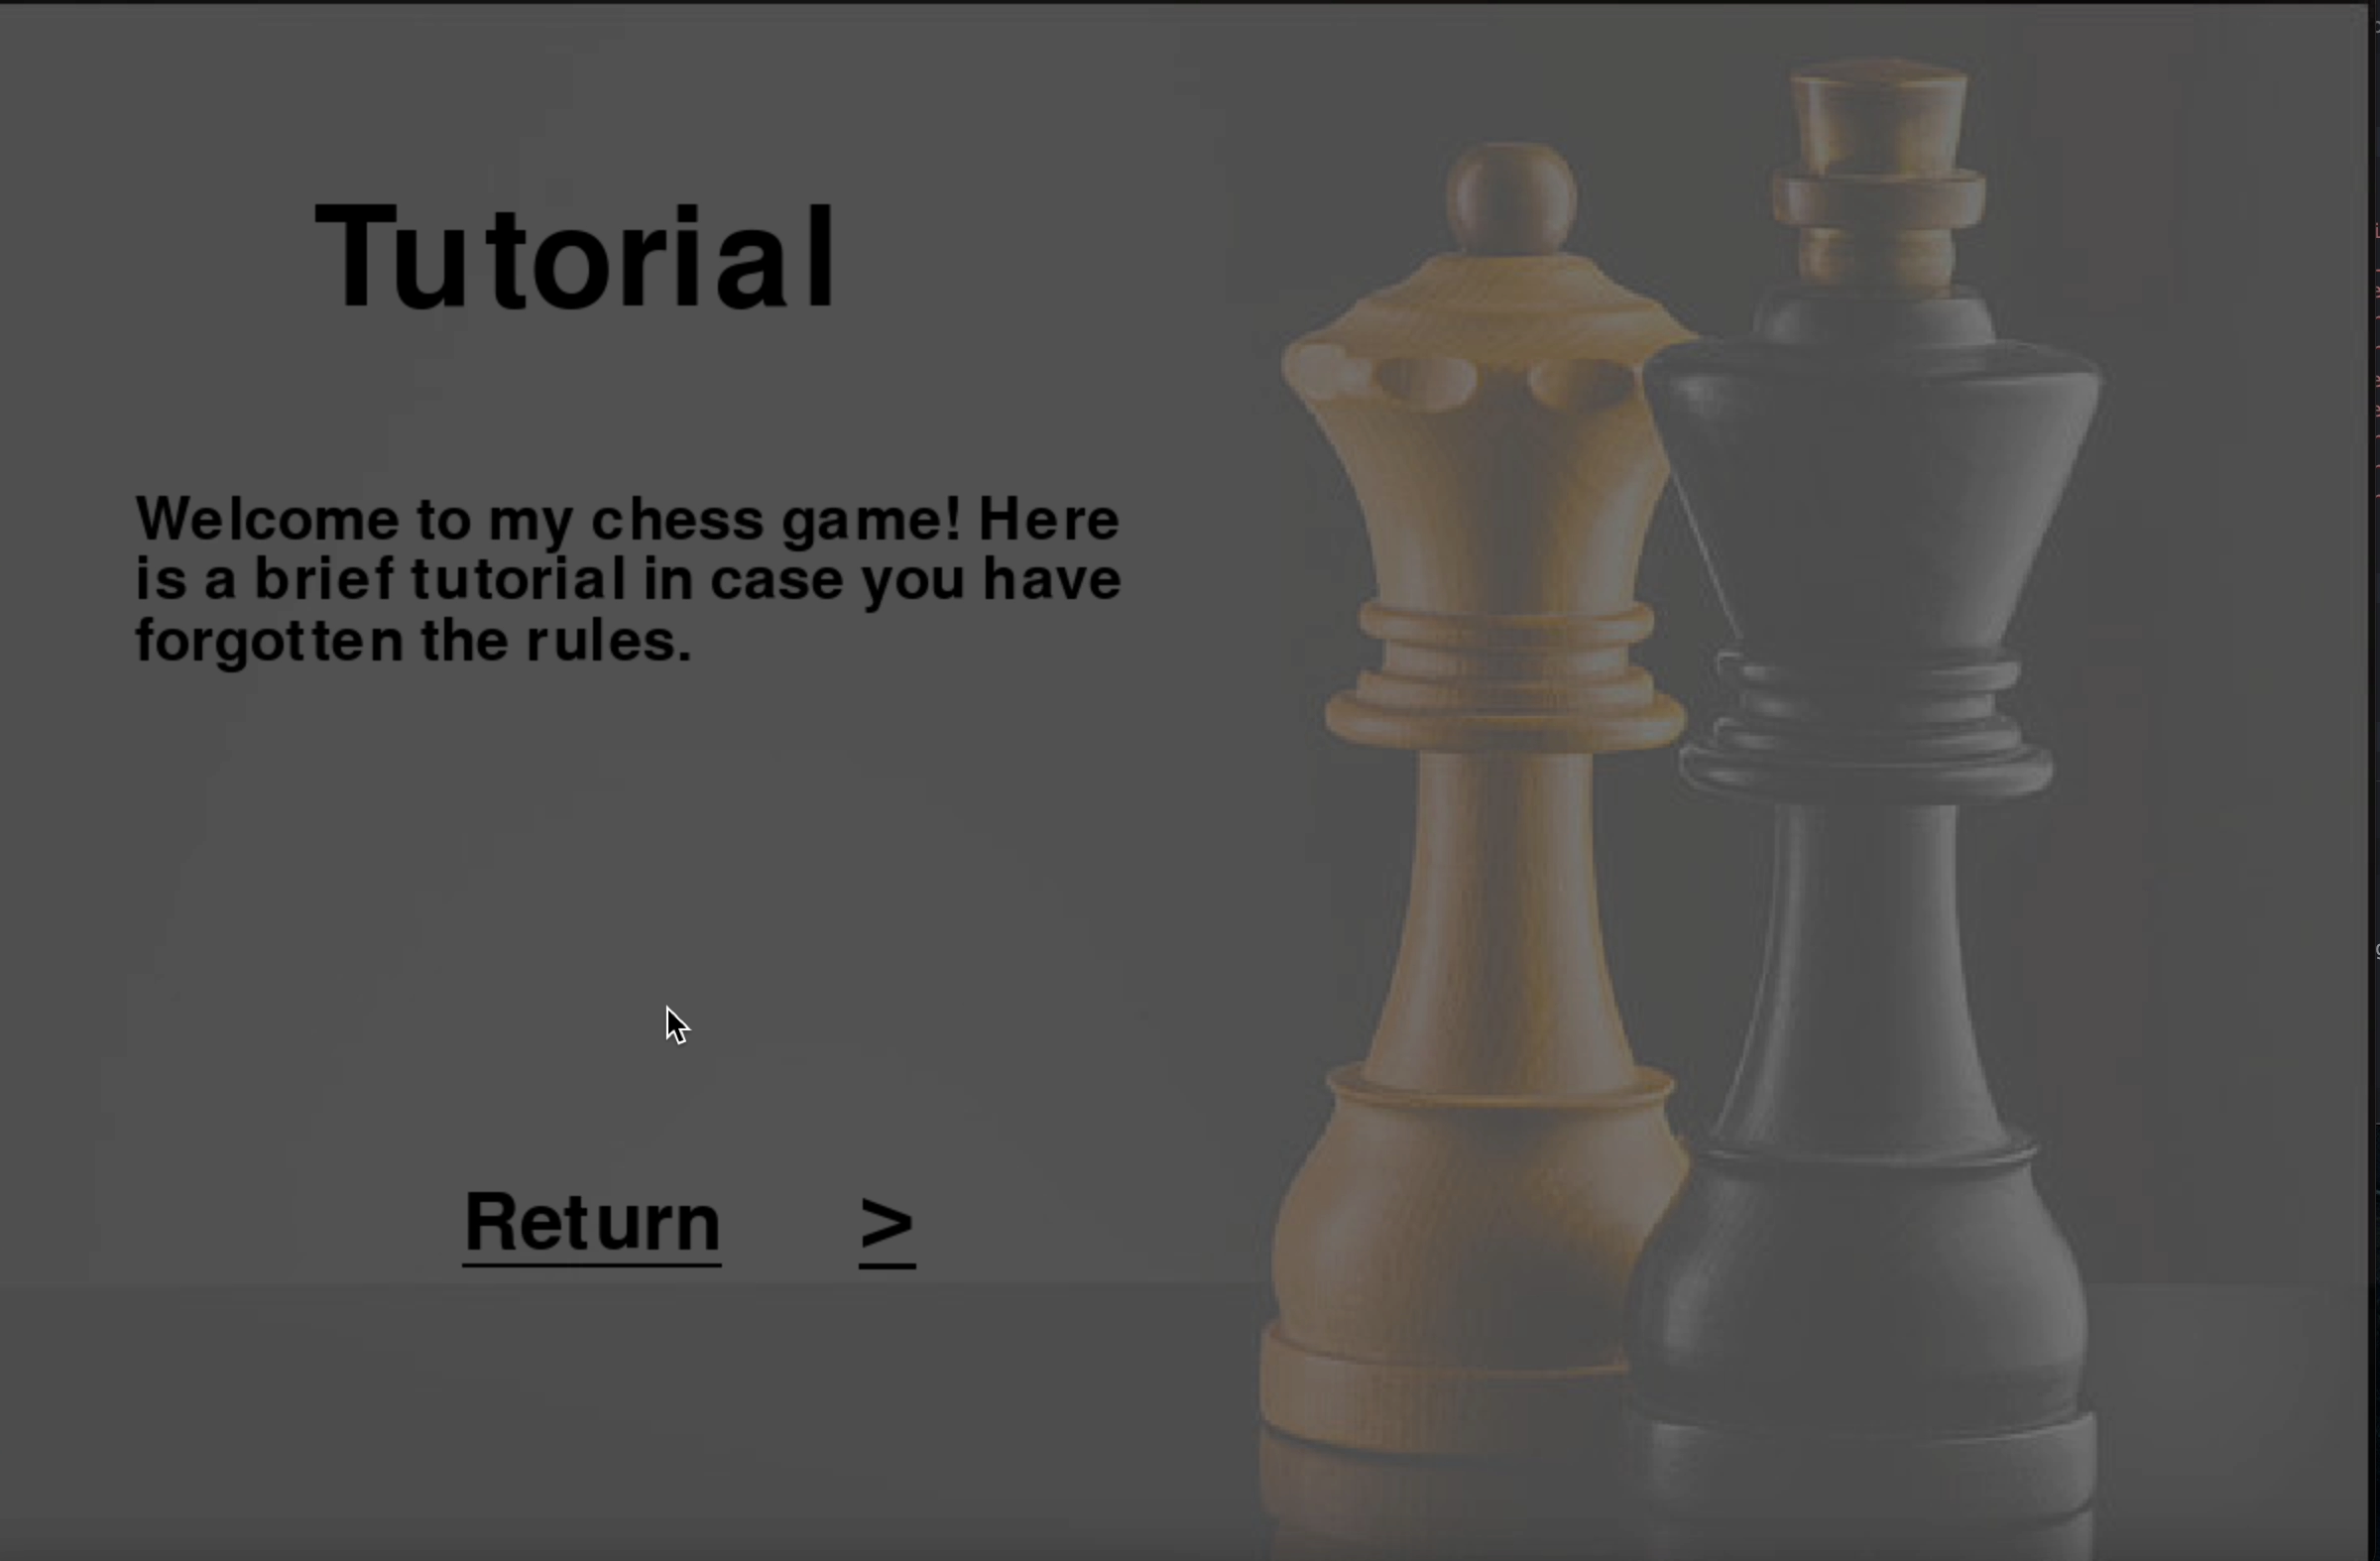 Tutorial
Welcome to my chess game! Here
is a brief tutorial in case you have
forgotten the rules.
Return >